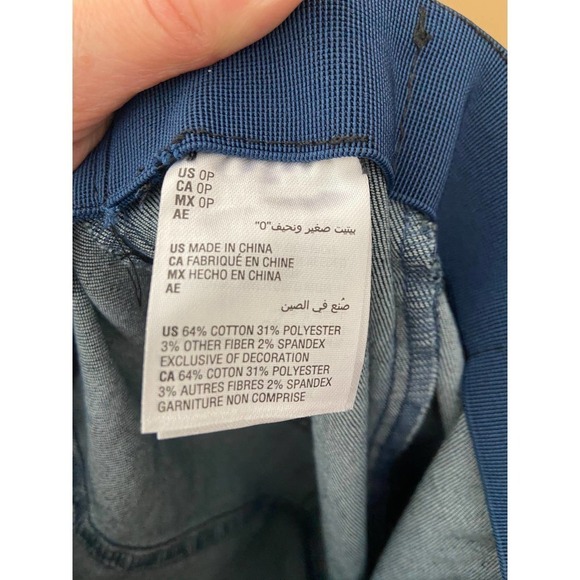 US 0P
CA 0P
MX 0P
AE
بيتيت صغير ونحيف"0"
US MADE IN CHINA
CA FABRIQUÉ EN CHINE
MX HECHO EN CHINA
AE
صُنع في الصين
US 64% COTTON 31% POLYESTER
3% OTHER FIBER 2% SPANDEX
EXCLUSIVE OF DECORATION
CA 64% COTON 31% POLYESTER
3% AUTRES FIBRES 2% SPANDEX
GARNITURE NON COMPRISE